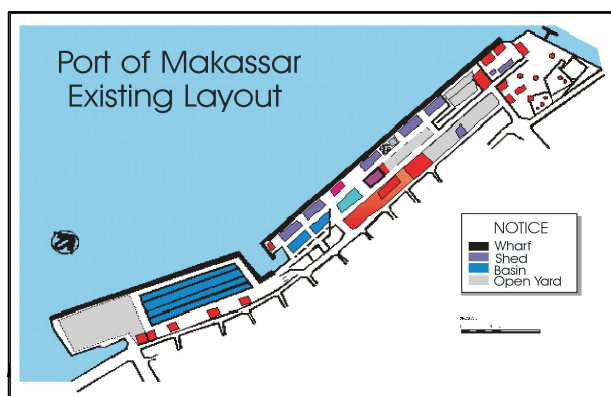 Port of Makassar
Existing Layout
NOTICE
Wharf
Shed
Basin
Open Yard